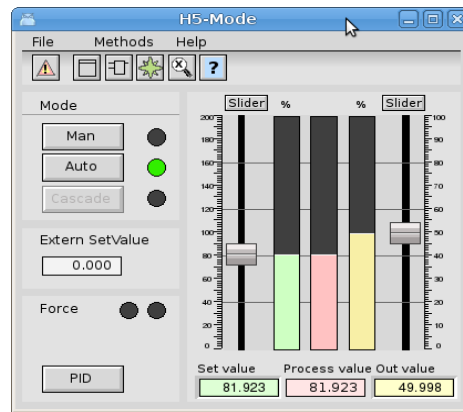 H5-Mode
File Methods Help
?
Mode
Man
Auto
Cascade
Extern SetValue
0.000
Force
PID
Slider % % Slider
200 100
180 90
160 80
140 70
120 60
100 50
80 40
60 30
40 20
20 10
0 0
Set value Process value Out value
81.923 81.923 49.998